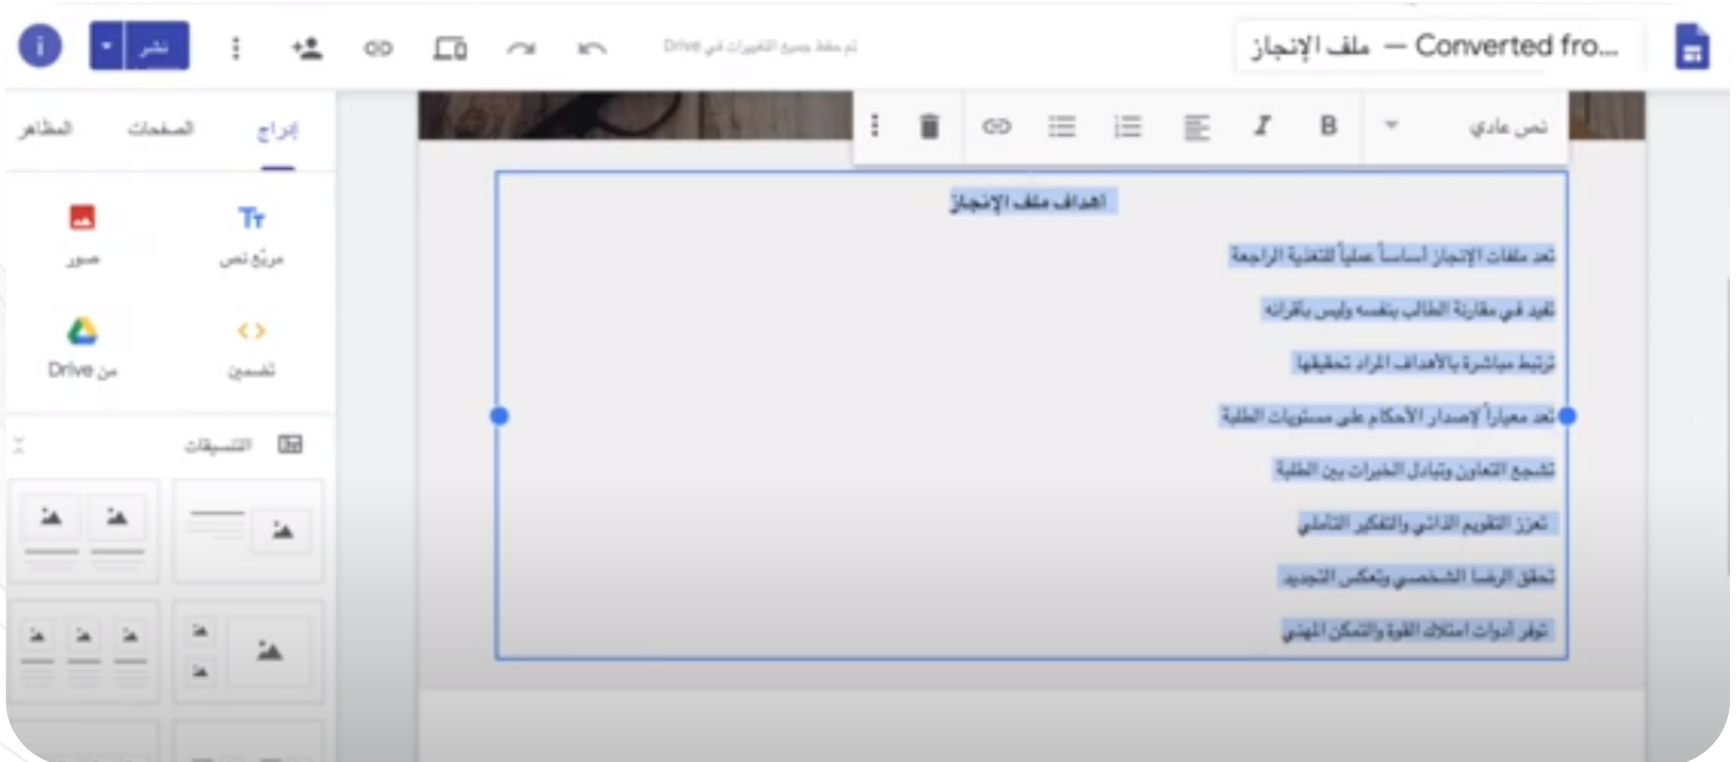 ملف الإنجاز — Converted fro...
تم حفظ جميع التغييرات في Drive
نشر
i
نص عادي
B
I
إدراج
الصفحات
المظاهر
مربّع نص
صور
تضمين
من Drive
التنسيقات
اهداف ملف الإنجاز
تعد ملفات الإنجاز أساساً عملياً للتغذية الراجعة
تفيد في مقارنة الطالب بنفسه وليس بأقرانه
ترتبط مباشرة بالأهداف المراد تحقيقها
تعد معياراً لإصدار الأحكام على مستويات الطلبة
تشجع التعاون وتبادل الخبرات بين الطلبة
تعزز التقويم الذاتي والتفكير التأملي
تحقق الرضا الشخصي وتعكس التجديد
توفر أدوات امتلاك القوة والتمكن المهني